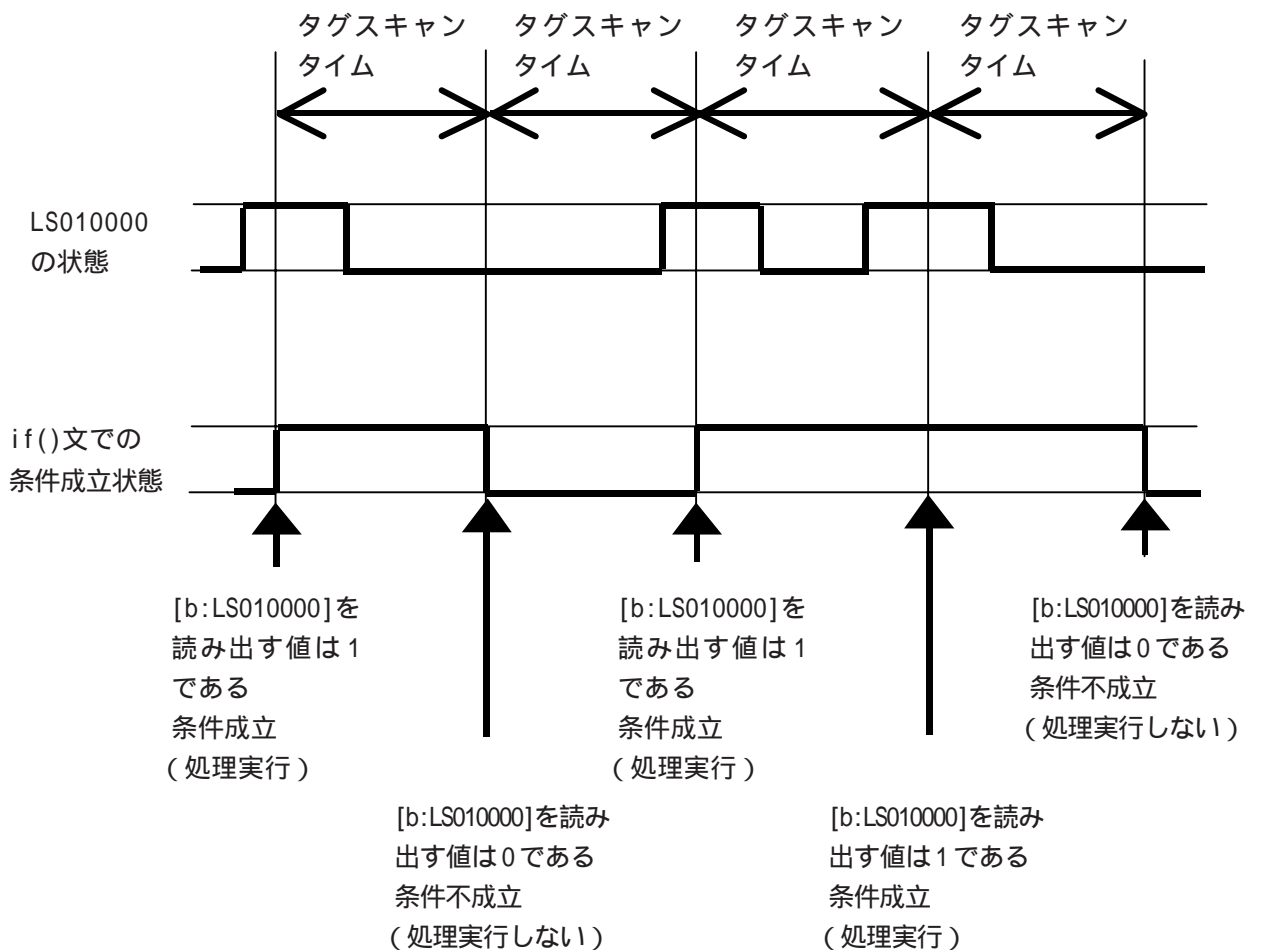 タグスキャン
タイム
タグスキャン
タイム
タグスキャン
タイム
タグスキャン
タイム
LS010000
の状態
if()文での
条件成立状態
[b:LS010000]を
読み出す値は1
である
条件成立
(処理実行)
[b:LS010000]を読み
出す値は0である
条件不成立
(処理実行しない)
[b:LS010000]を
読み出す値は1
である
条件成立
(処理実行)
[b:LS010000]を読み
出す値は1である
条件成立
(処理実行)
[b:LS010000]を読み
出す値は0である
条件不成立
(処理実行しない)